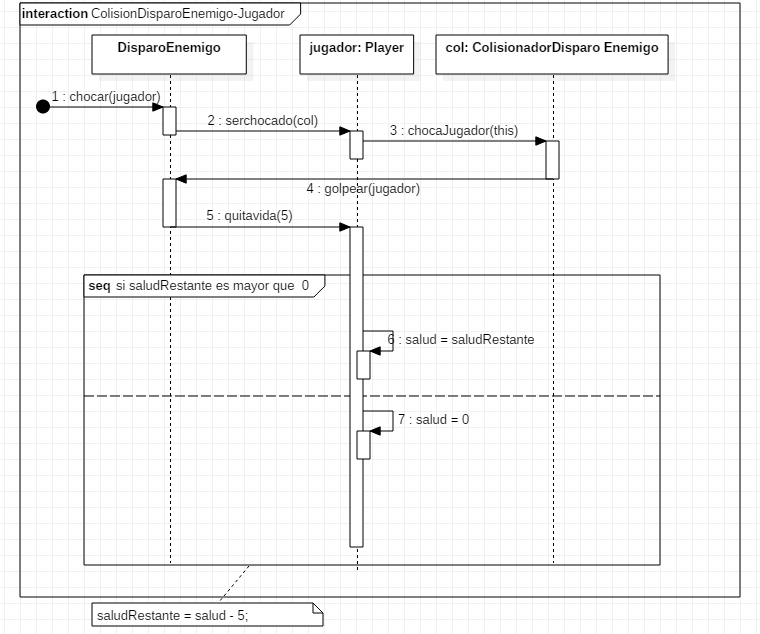 interaction ColisionDisparoEnemigo-Jugador
DisparoEnemigo
jugador: Player
col: ColisionadorDisparo Enemigo
1 : chocar(jugador)
2 : serchocado(col)
3 : chocaJugador(this)
4 : golpear(jugador)
5 : quitavida(5)
seq si saludRestante es mayor que 0
6 : salud = saludRestante
7 : salud = 0
saludRestante = salud - 5;